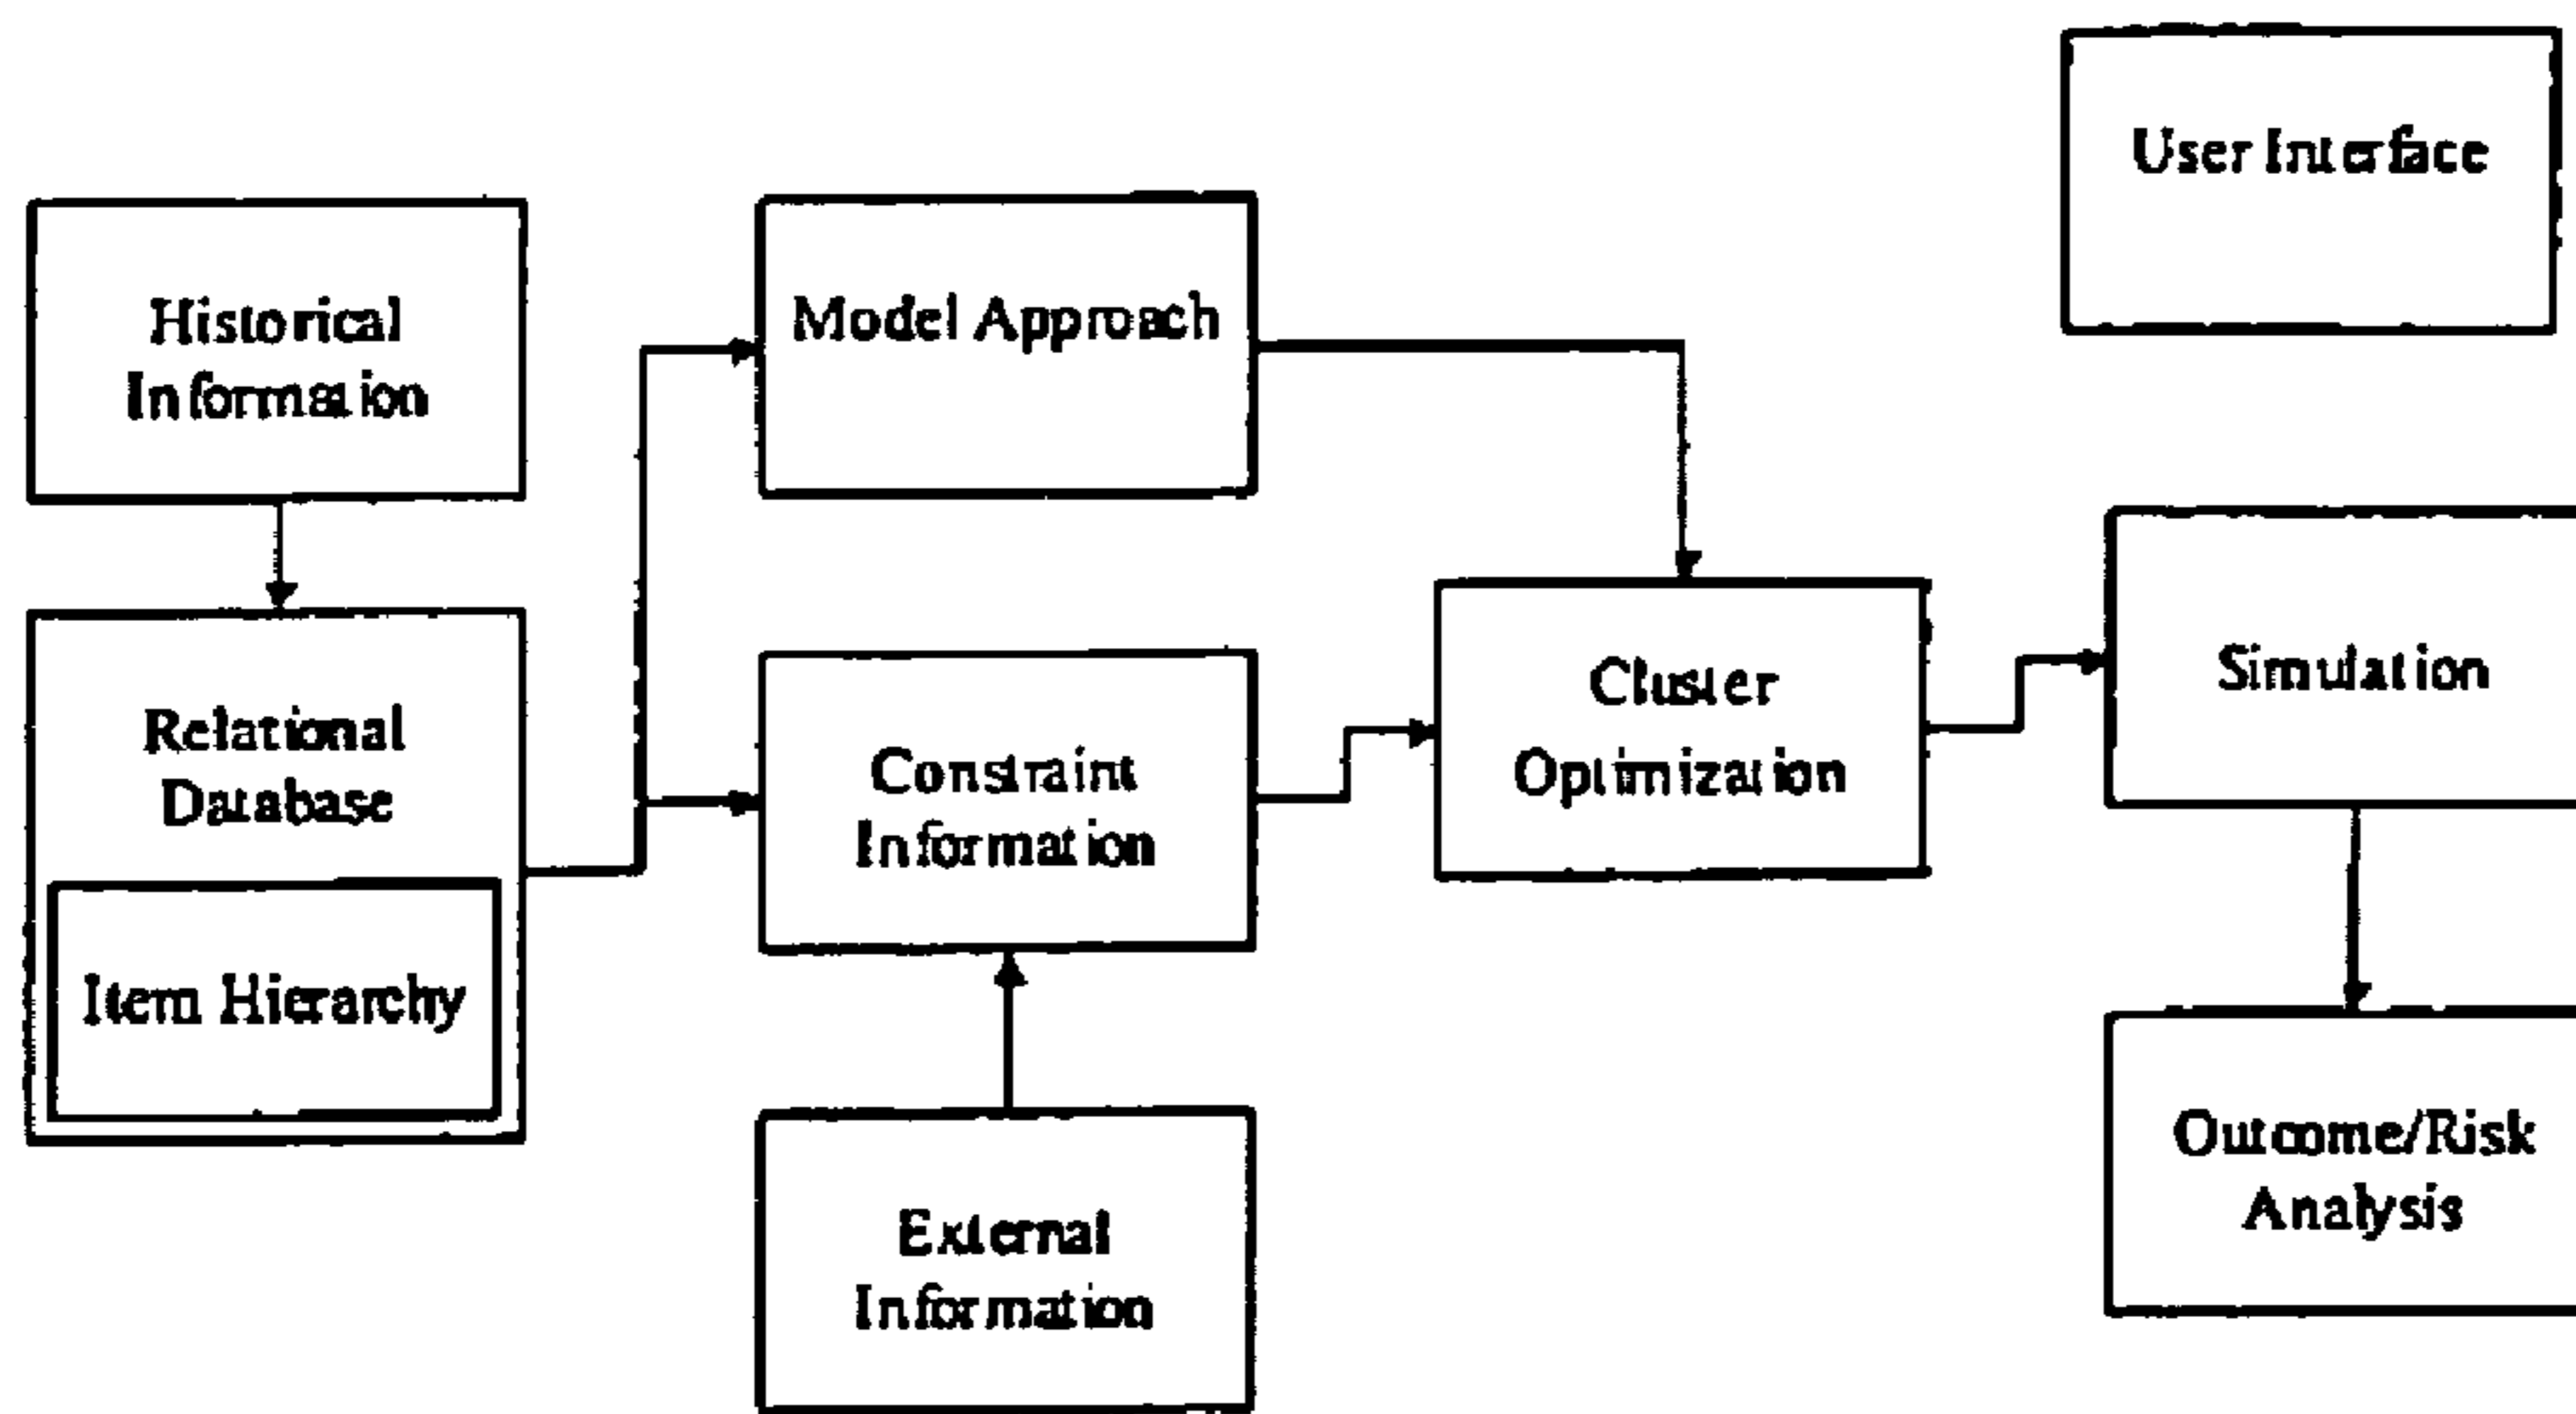 User Interface
Historical
Information
Model Approach
Relational
Database
Item Hierarchy
Constraint
Information
Cluster
Optimization
Simulation
External
Information
Outcome/Risk
Analysis